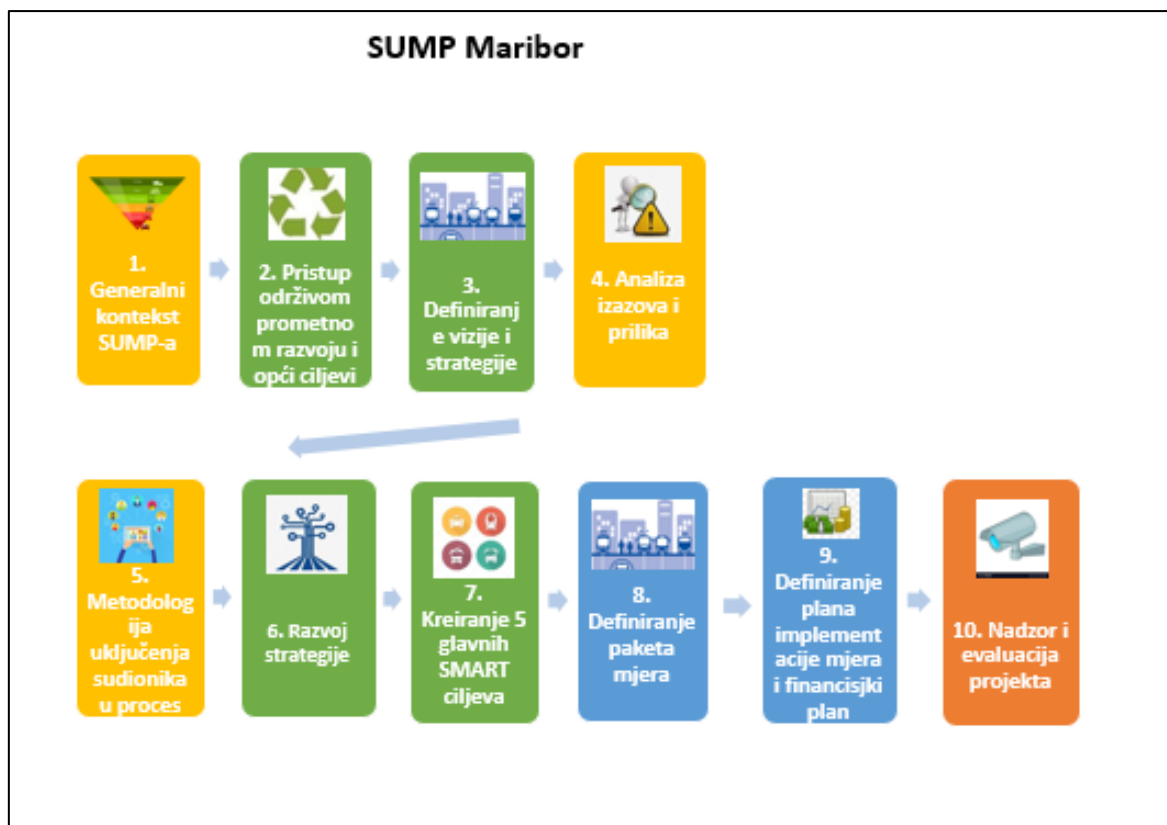 SUMP Maribor
1.
Generalni
kontekst
SUMP-a
2. Pristup
održivom
prometno
m razvoju i
opći ciljevi
3.
Definiranj
e vizije i
strategije
4. Analiza
izazova i
prilika
5.
Metodolog
ija
uključenja
sudionika
u proces
6. Razvoj
strategije
7.
Kreiranje 5
glavnih
SMART
ciljeva
8.
Definiranje
paketa
mjera
9.
Definiranje
plana
implement
acije mjera
i financisjki
plan
10. Nadzor i
evaluacija
projekta